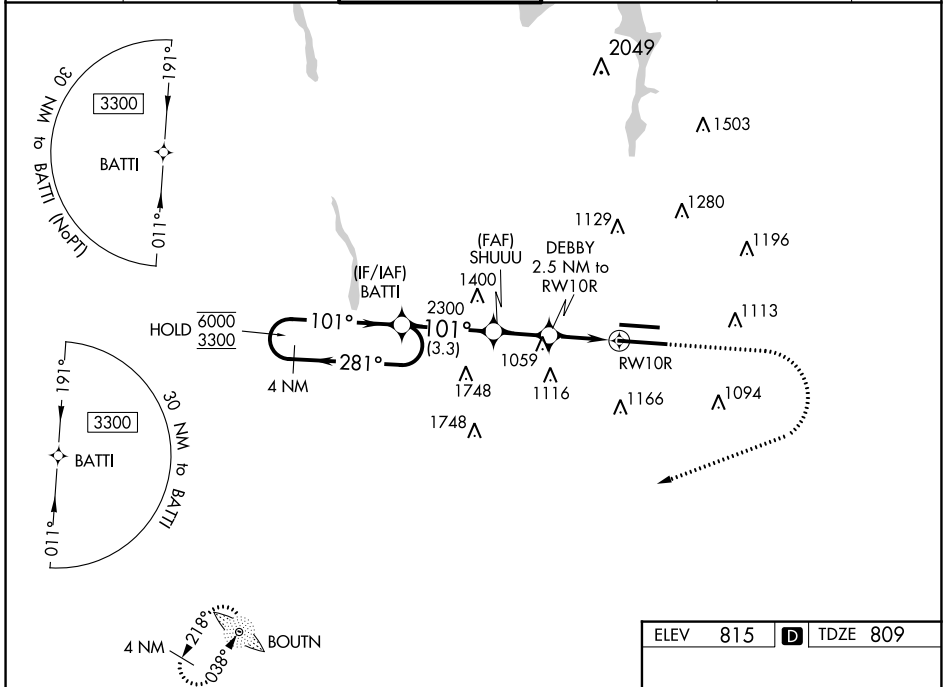 30 NM to BATTI (NoPT)
191°
3300
BATTI
011°
2049
1503
1280
1129
1196
1113
(FAF)
SHUUU
DEBBY
2.5 NM to
RW10R
1400
(IF/IAF)
BATTI
HOLD 6000
3300
101°
281°
4 NM
2300
101°
(3.3)
1059
RW10R
1748
1116
1166
1094
1748
30 NM to BATTI
191°
3300
BATTI
011°
4 NM
218°
038°
BOUTN
ELEV 815 D TDZE 809